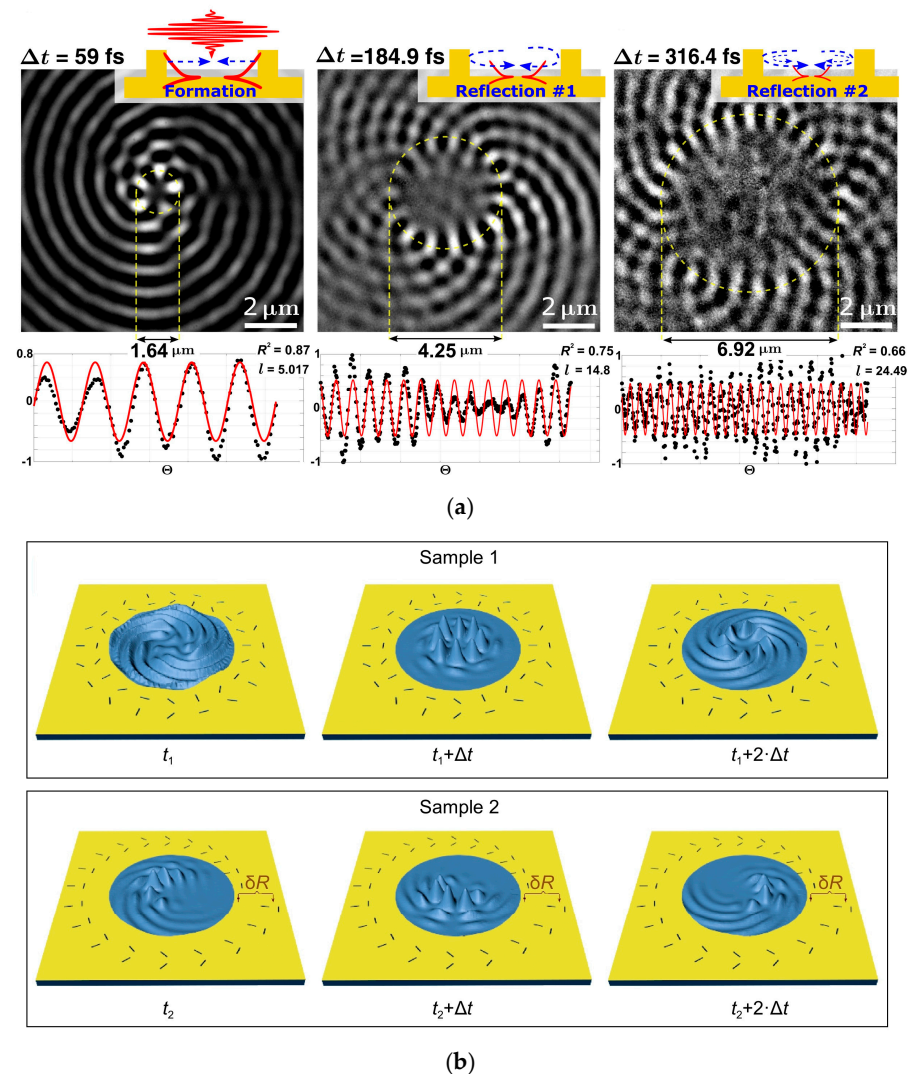 (a)
Δt = 59 fs
Formation
2 μm
Δt =184.9 fs
Reflection #1
2 μm
Δt = 316.4 fs
Reflection #2
2 μm
1.64 μm
R² = 0.87
l = 5.017
0.8
0
-1
Θ
4.25 μm
R² = 0.75
l = 14.8
1
0
-1
Θ
6.92 μm
R² = 0.66
l = 24.49
1
0
-1
Θ
(a)
Sample 1
t₁
t₁+Δt
t₁+2·Δt
Sample 2
δR
δR
δR
t₂
t₂+Δt
t₂+2·Δt
(b)